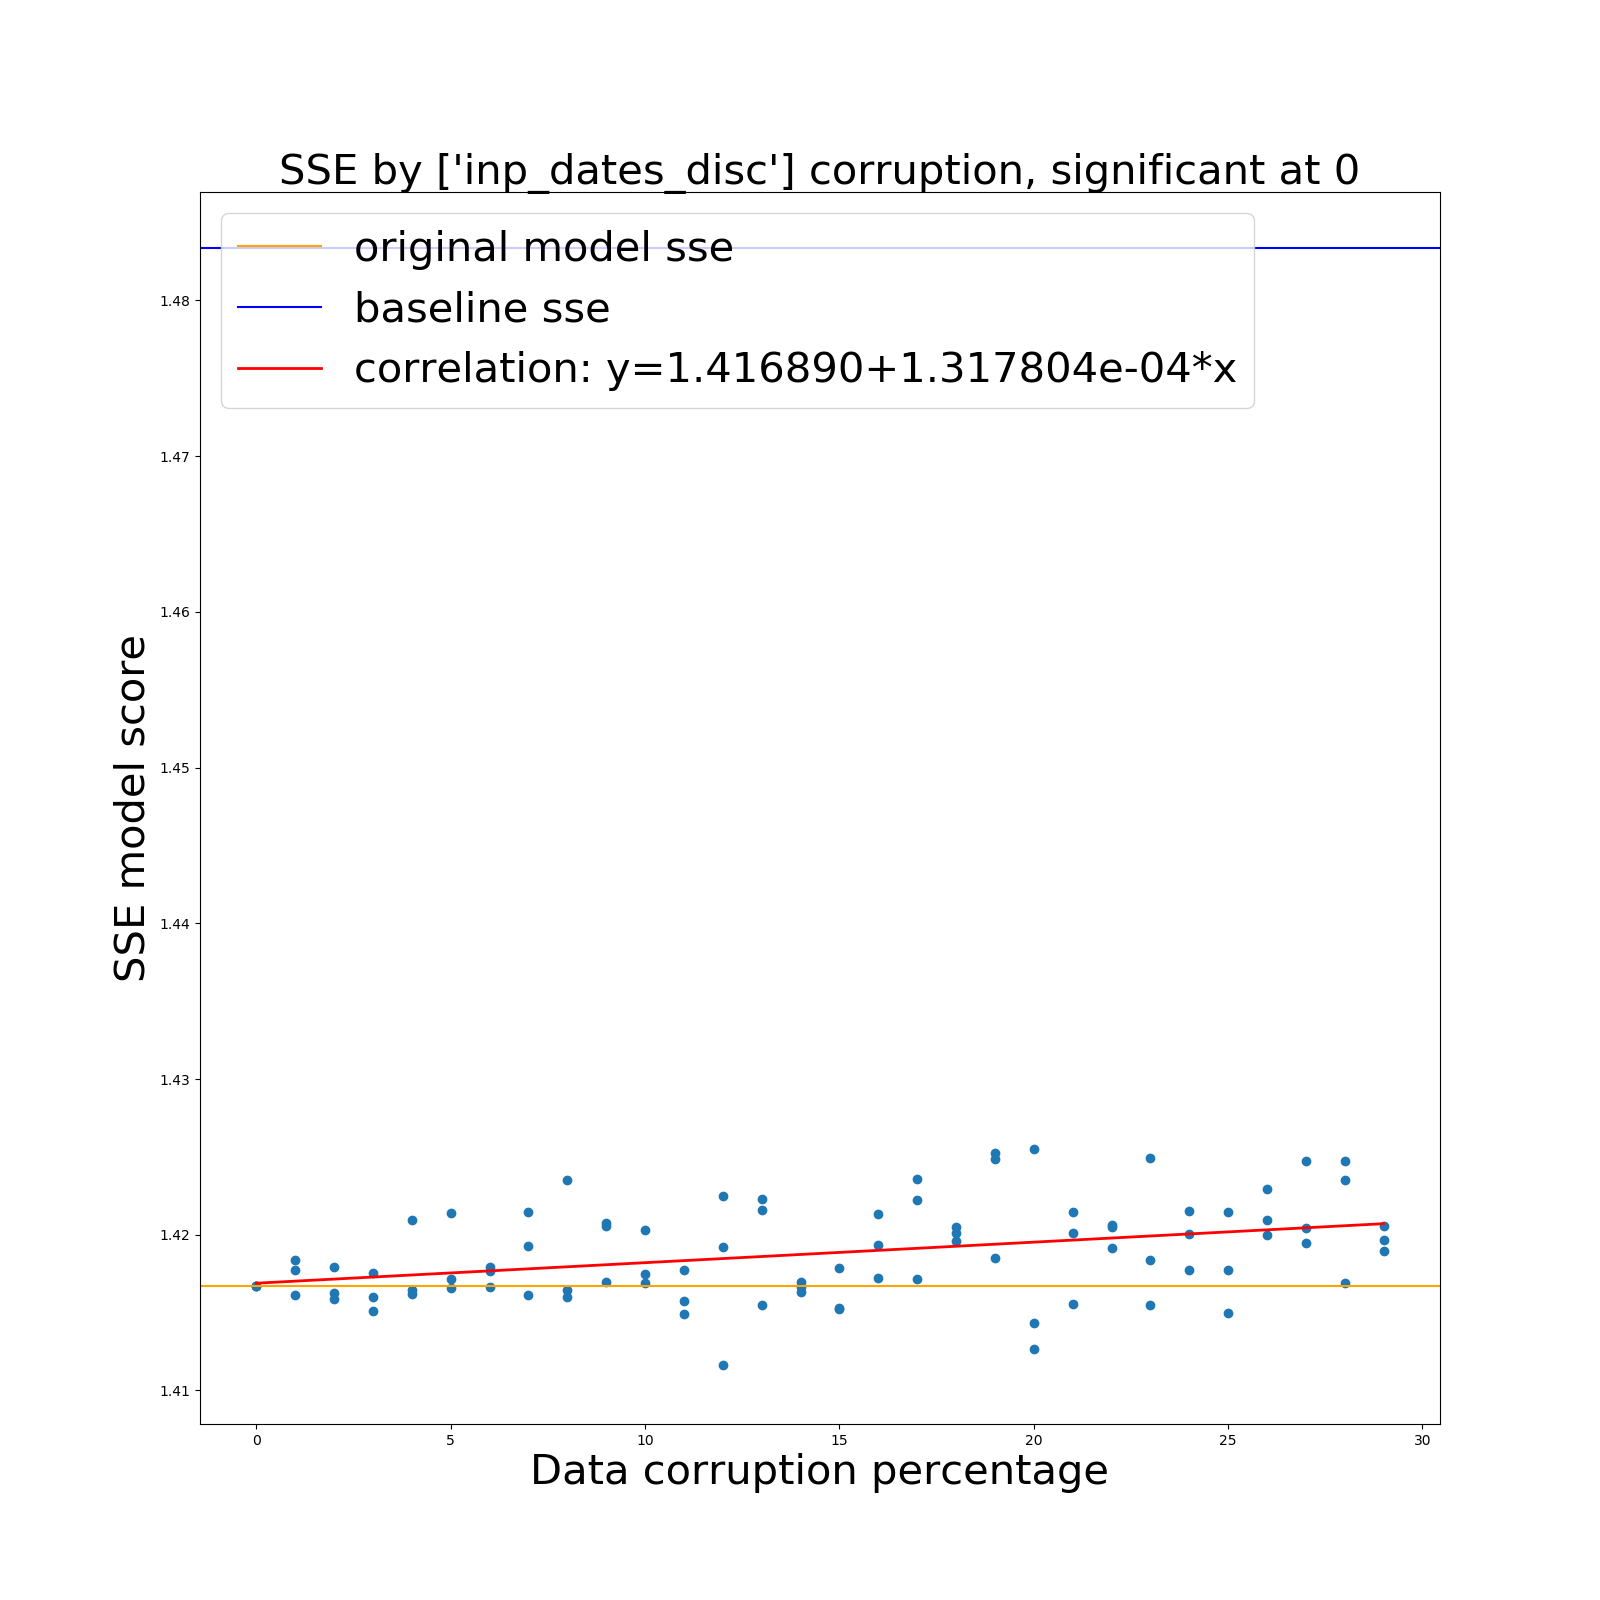 SSE by ['inp_dates_disc'] corruption, significant at 0
original model sse
baseline sse
correlation: y=1.416890+1.317804e-04*x
SSE model score
1.48
1.47
1.46
1.45
1.44
1.43
1.42
1.41
0 5 10 15 20 25 30
Data corruption percentage